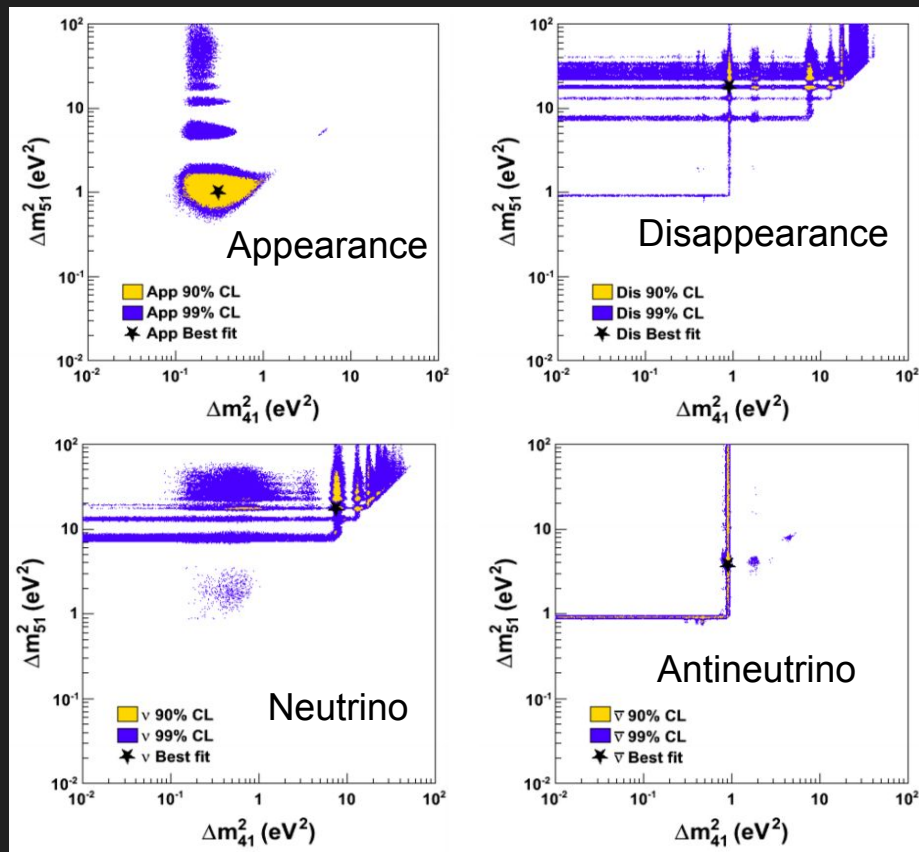 10²
10
1
10⁻¹
10⁻²
Δm²₅₁ (eV²)
Appearance
App 90% CL
App 99% CL
App Best fit
10⁻² 10⁻¹ 1 10 10²
Δm²₄₁ (eV²)
10²
10
1
10⁻¹
10⁻²
Δm²₅₁ (eV²)
Disappearance
Dis 90% CL
Dis 99% CL
Dis Best fit
10⁻² 10⁻¹ 1 10 10²
Δm²₄₁ (eV²)
10²
10
1
10⁻¹
10⁻²
Δm²₅₁ (eV²)
Neutrino
ν 90% CL
ν 99% CL
ν Best fit
10⁻² 10⁻¹ 1 10 10²
Δm²₄₁ (eV²)
10²
10
1
10⁻¹
10⁻²
Δm²₅₁ (eV²)
Antineutrino
ν̅ 90% CL
ν̅ 99% CL
ν̅ Best fit
10⁻² 10⁻¹ 1 10 10²
Δm²₄₁ (eV²)